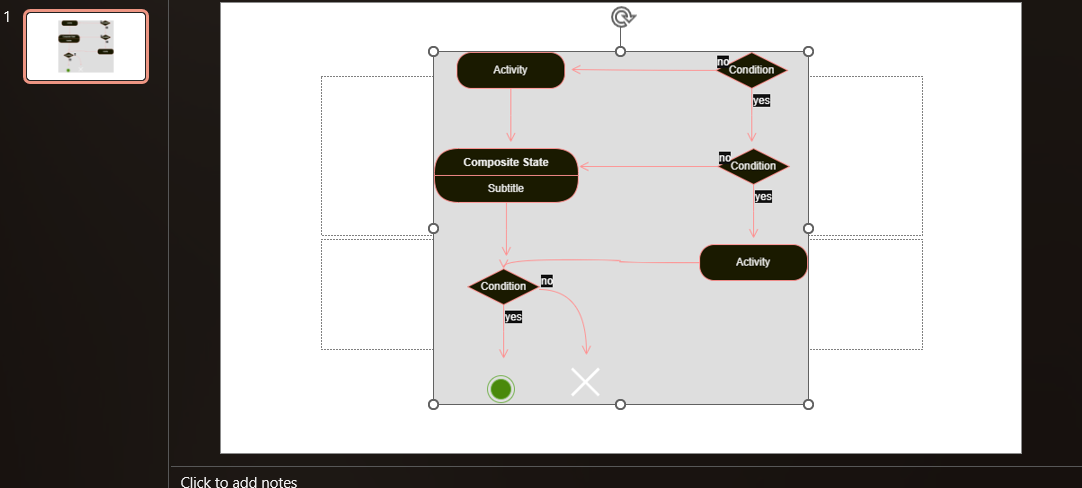 1
Activity
no
Condition
yes
Composite State
Subtitle
no
Condition
yes
Activity
Condition
no
yes
Click to add notes